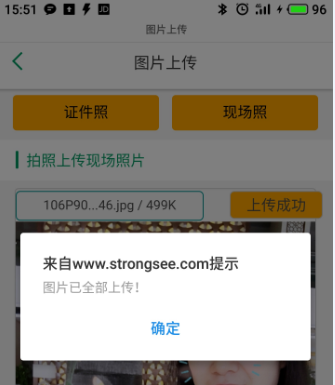 15:51
96
图片上传
图片上传
证件照
现场照
拍照上传现场照片
106P90...46.jpg / 499K
上传成功
来自www.strongsee.com提示
图片已全部上传！
确定